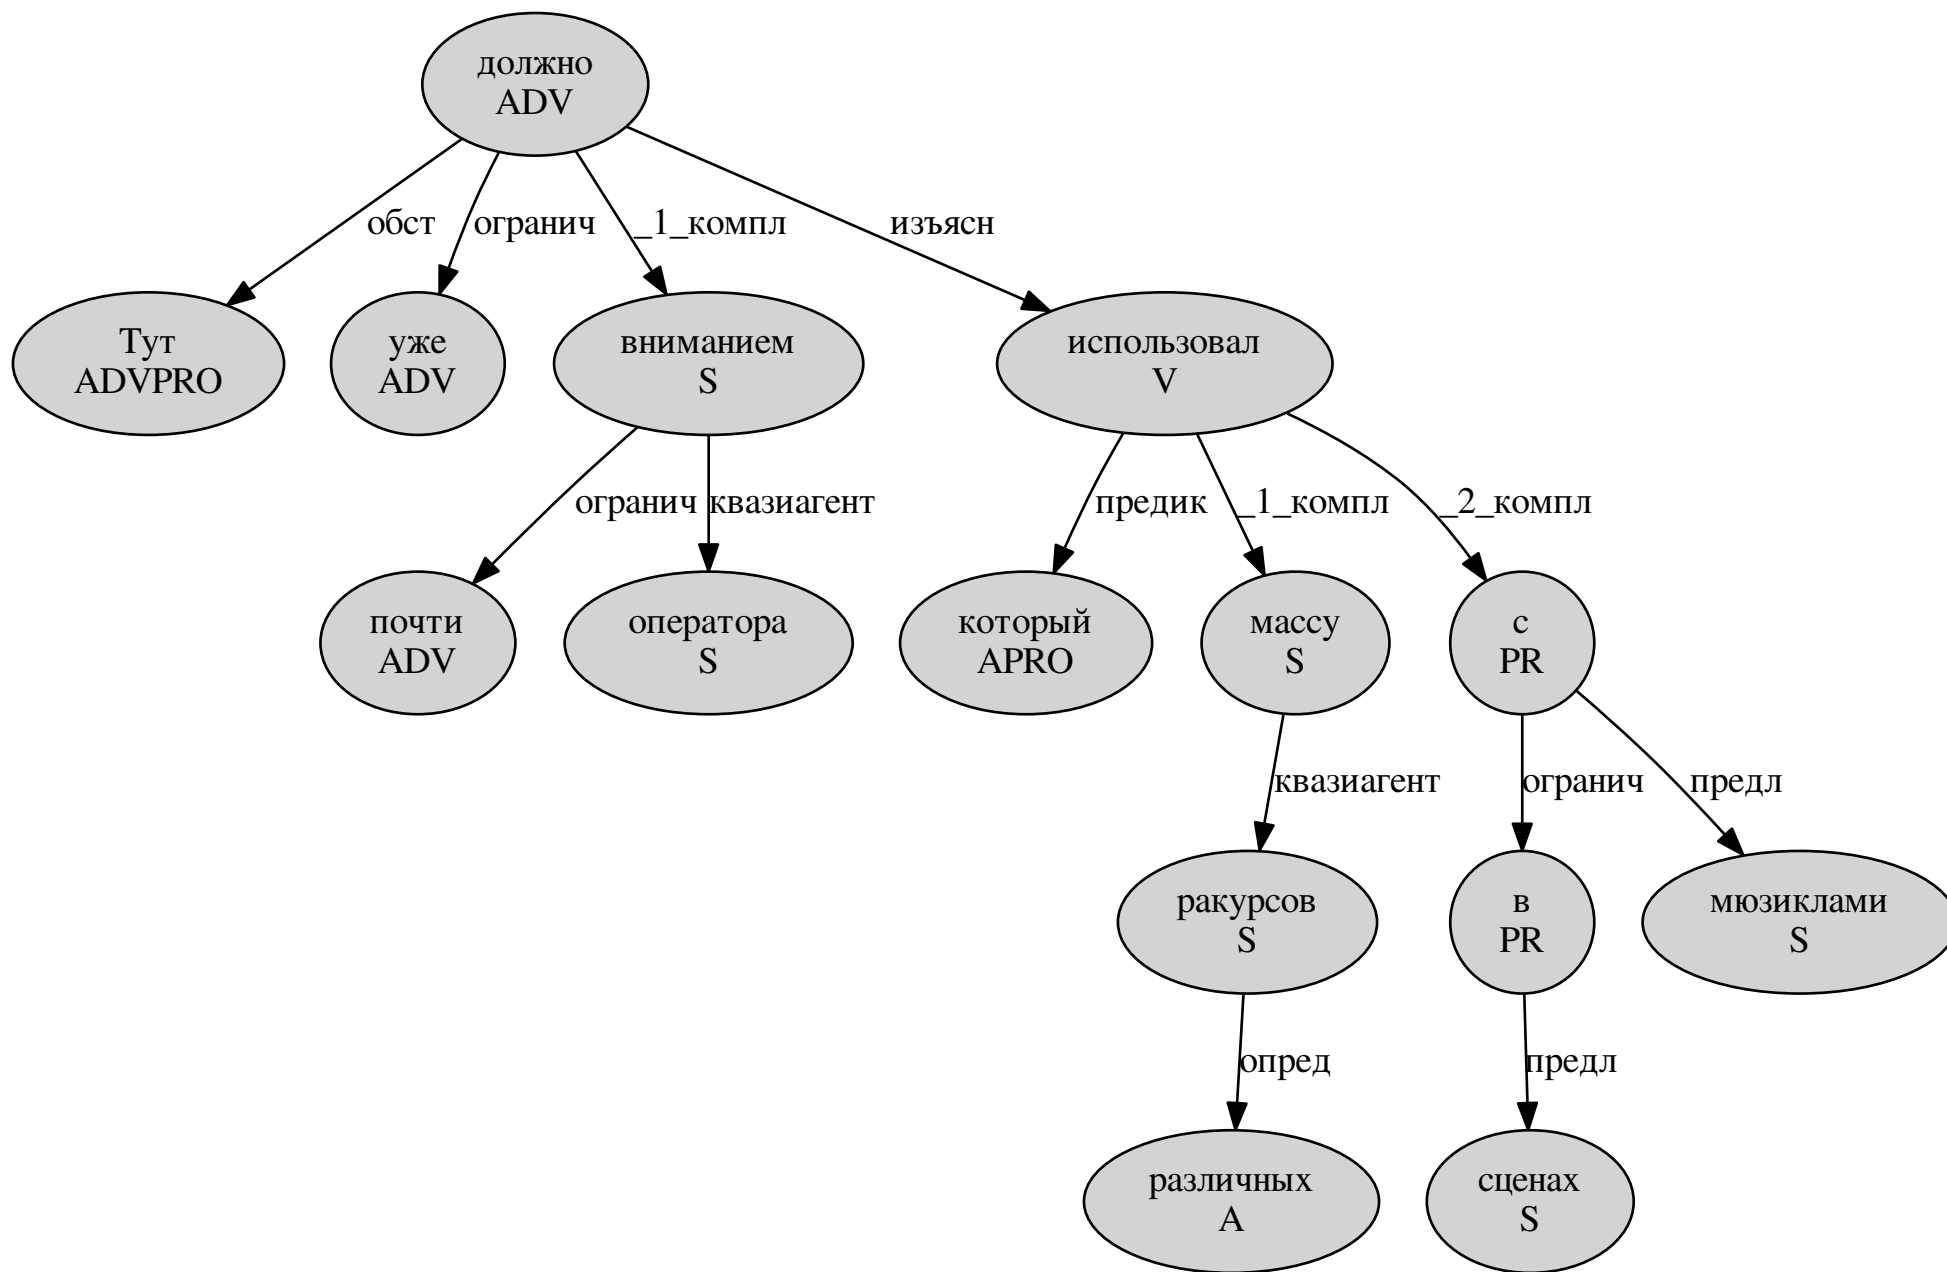 должно
ADV
обст
огранич
_1_компл
изъясн
Тут
ADVPRO
уже
ADV
вниманием
S
использовал
V
огранич
квазиагент
предик
_1_компл
_2_компл
почти
ADV
оператора
S
который
APRO
массу
S
с
PR
квазиагент
огранич
предл
ракурсов
S
в
PR
мюзиклами
S
опред
предл
различных
A
сценах
S